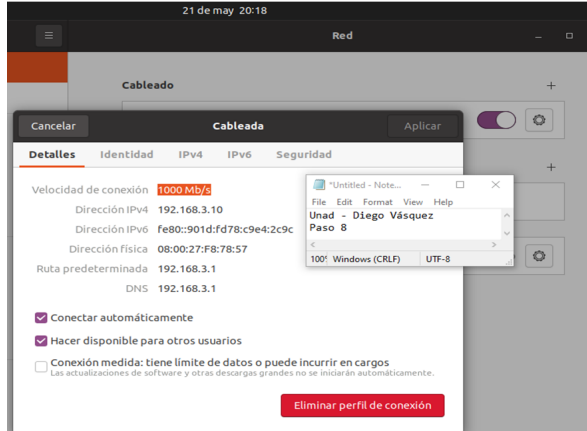 21 de may 20:18
Red
Cableado
Cancelar
Cableada
Aplicar
Detalles Identidad IPv4 IPv6 Seguridad
Velocidad de conexión 1000 Mb/s
Dirección IPv4 192.168.3.10
Dirección IPv6 fe80::901d:fd78:c9e4:2c9c
Dirección física 08:00:27:F8:78:57
Ruta predeterminada 192.168.3.1
DNS 192.168.3.1
Conectar automáticamente
Hacer disponible para otros usuarios
Conexión medida: tiene límite de datos o puede incurrir en cargos
Las actualizaciones de software y otras descargas grandes no se iniciarán automáticamente.
Eliminar perfil de conexión
*Untitled - Note...
File Edit Format View Help
Unad - Diego Vásquez
Paso 8
Windows (CRLF) UTF-8